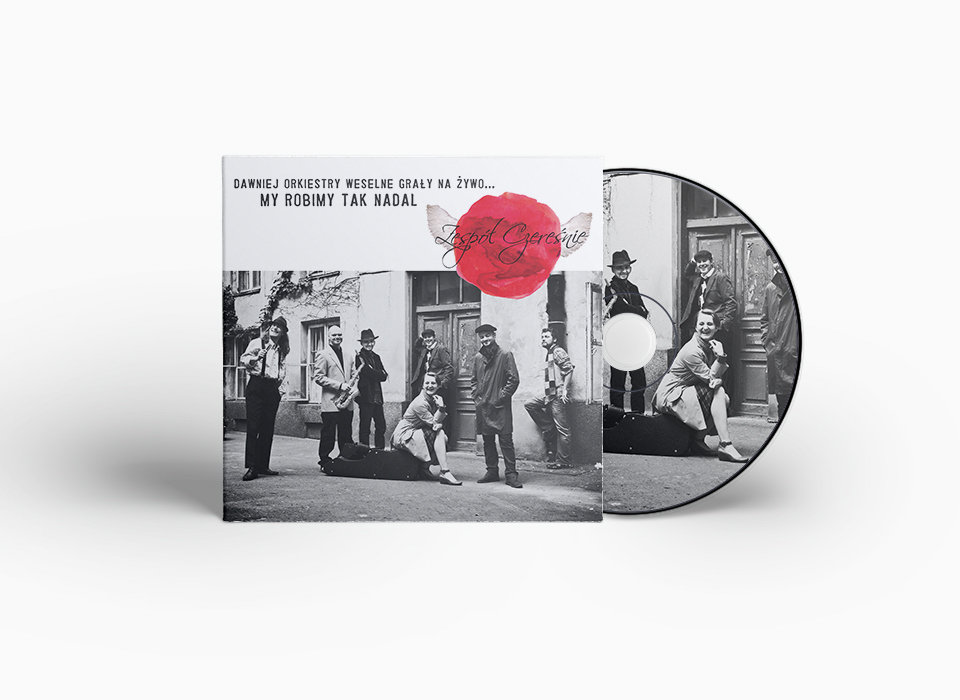 DAWNIEJ ORKIESTRY WESELNE GRAŁY NA ŻYWO...
MY ROBIMY TAK NADAL
Zespół Czereśnie